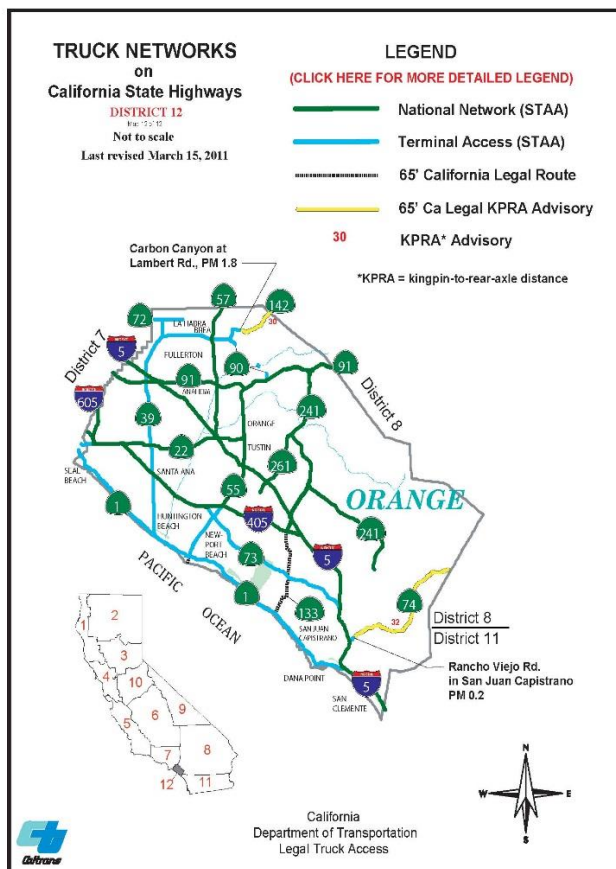 TRUCK NETWORKS
on
California State Highways
DISTRICT 12
Map 12 of 12
Not to scale
Last revised March 15, 2011
LEGEND
(CLICK HERE FOR MORE DETAILED LEGEND)
National Network (STAA)
Terminal Access (STAA)
65' California Legal Route
65' Ca Legal KPRA Advisory
30 KPRA* Advisory
*KPRA = kingpin-to-rear-axle distance
Carbon Canyon at
Lambert Rd., PM 1.8
57
142
30
72
LA HABRA
BREA
District 7
5
FULLERTON
90
91
91
ANAHEIM
District 8
605
39
241
ORANGE
22
TUSTIN
261
SANTA ANA
SEAL
BEACH
55
ORANGE
1
HUNTINGTON
BEACH
405
241
NEW-
PORT
BEACH
5
73
PACIFIC
OCEAN
1
133
74
32
SAN JUAN
CAPISTRANO
District 8
District 11
DANA POINT
5
SAN
CLEMENTE
Rancho Viejo Rd.
in San Juan Capistrano
PM 0.2
1
2
3
4
10
5
6
9
7
8
12
11
N
W
E
S
California
Department of Transportation
Legal Truck Access
Caltrans